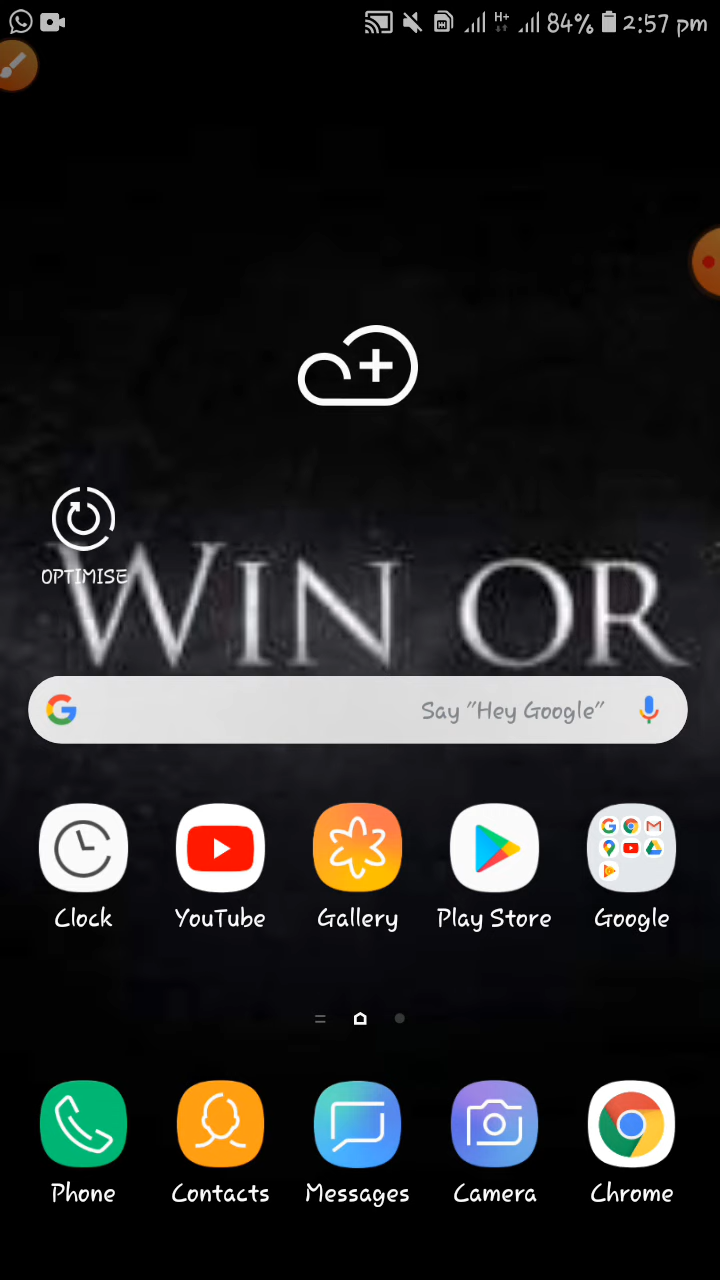 H+ 84% 2:57 pm
OPTIMISE
WIN OR
Say "Hey Google"
Clock YouTube Gallery Play Store Google
Phone Contacts Messages Camera Chrome